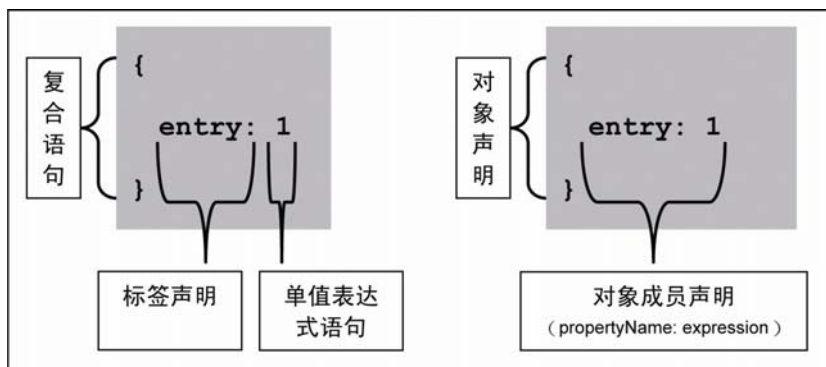 复合语句
{
entry: 1
}
标签声明
单值表达
式语句
对象声明
{
entry: 1
}
对象成员声明
（propertyName: expression）